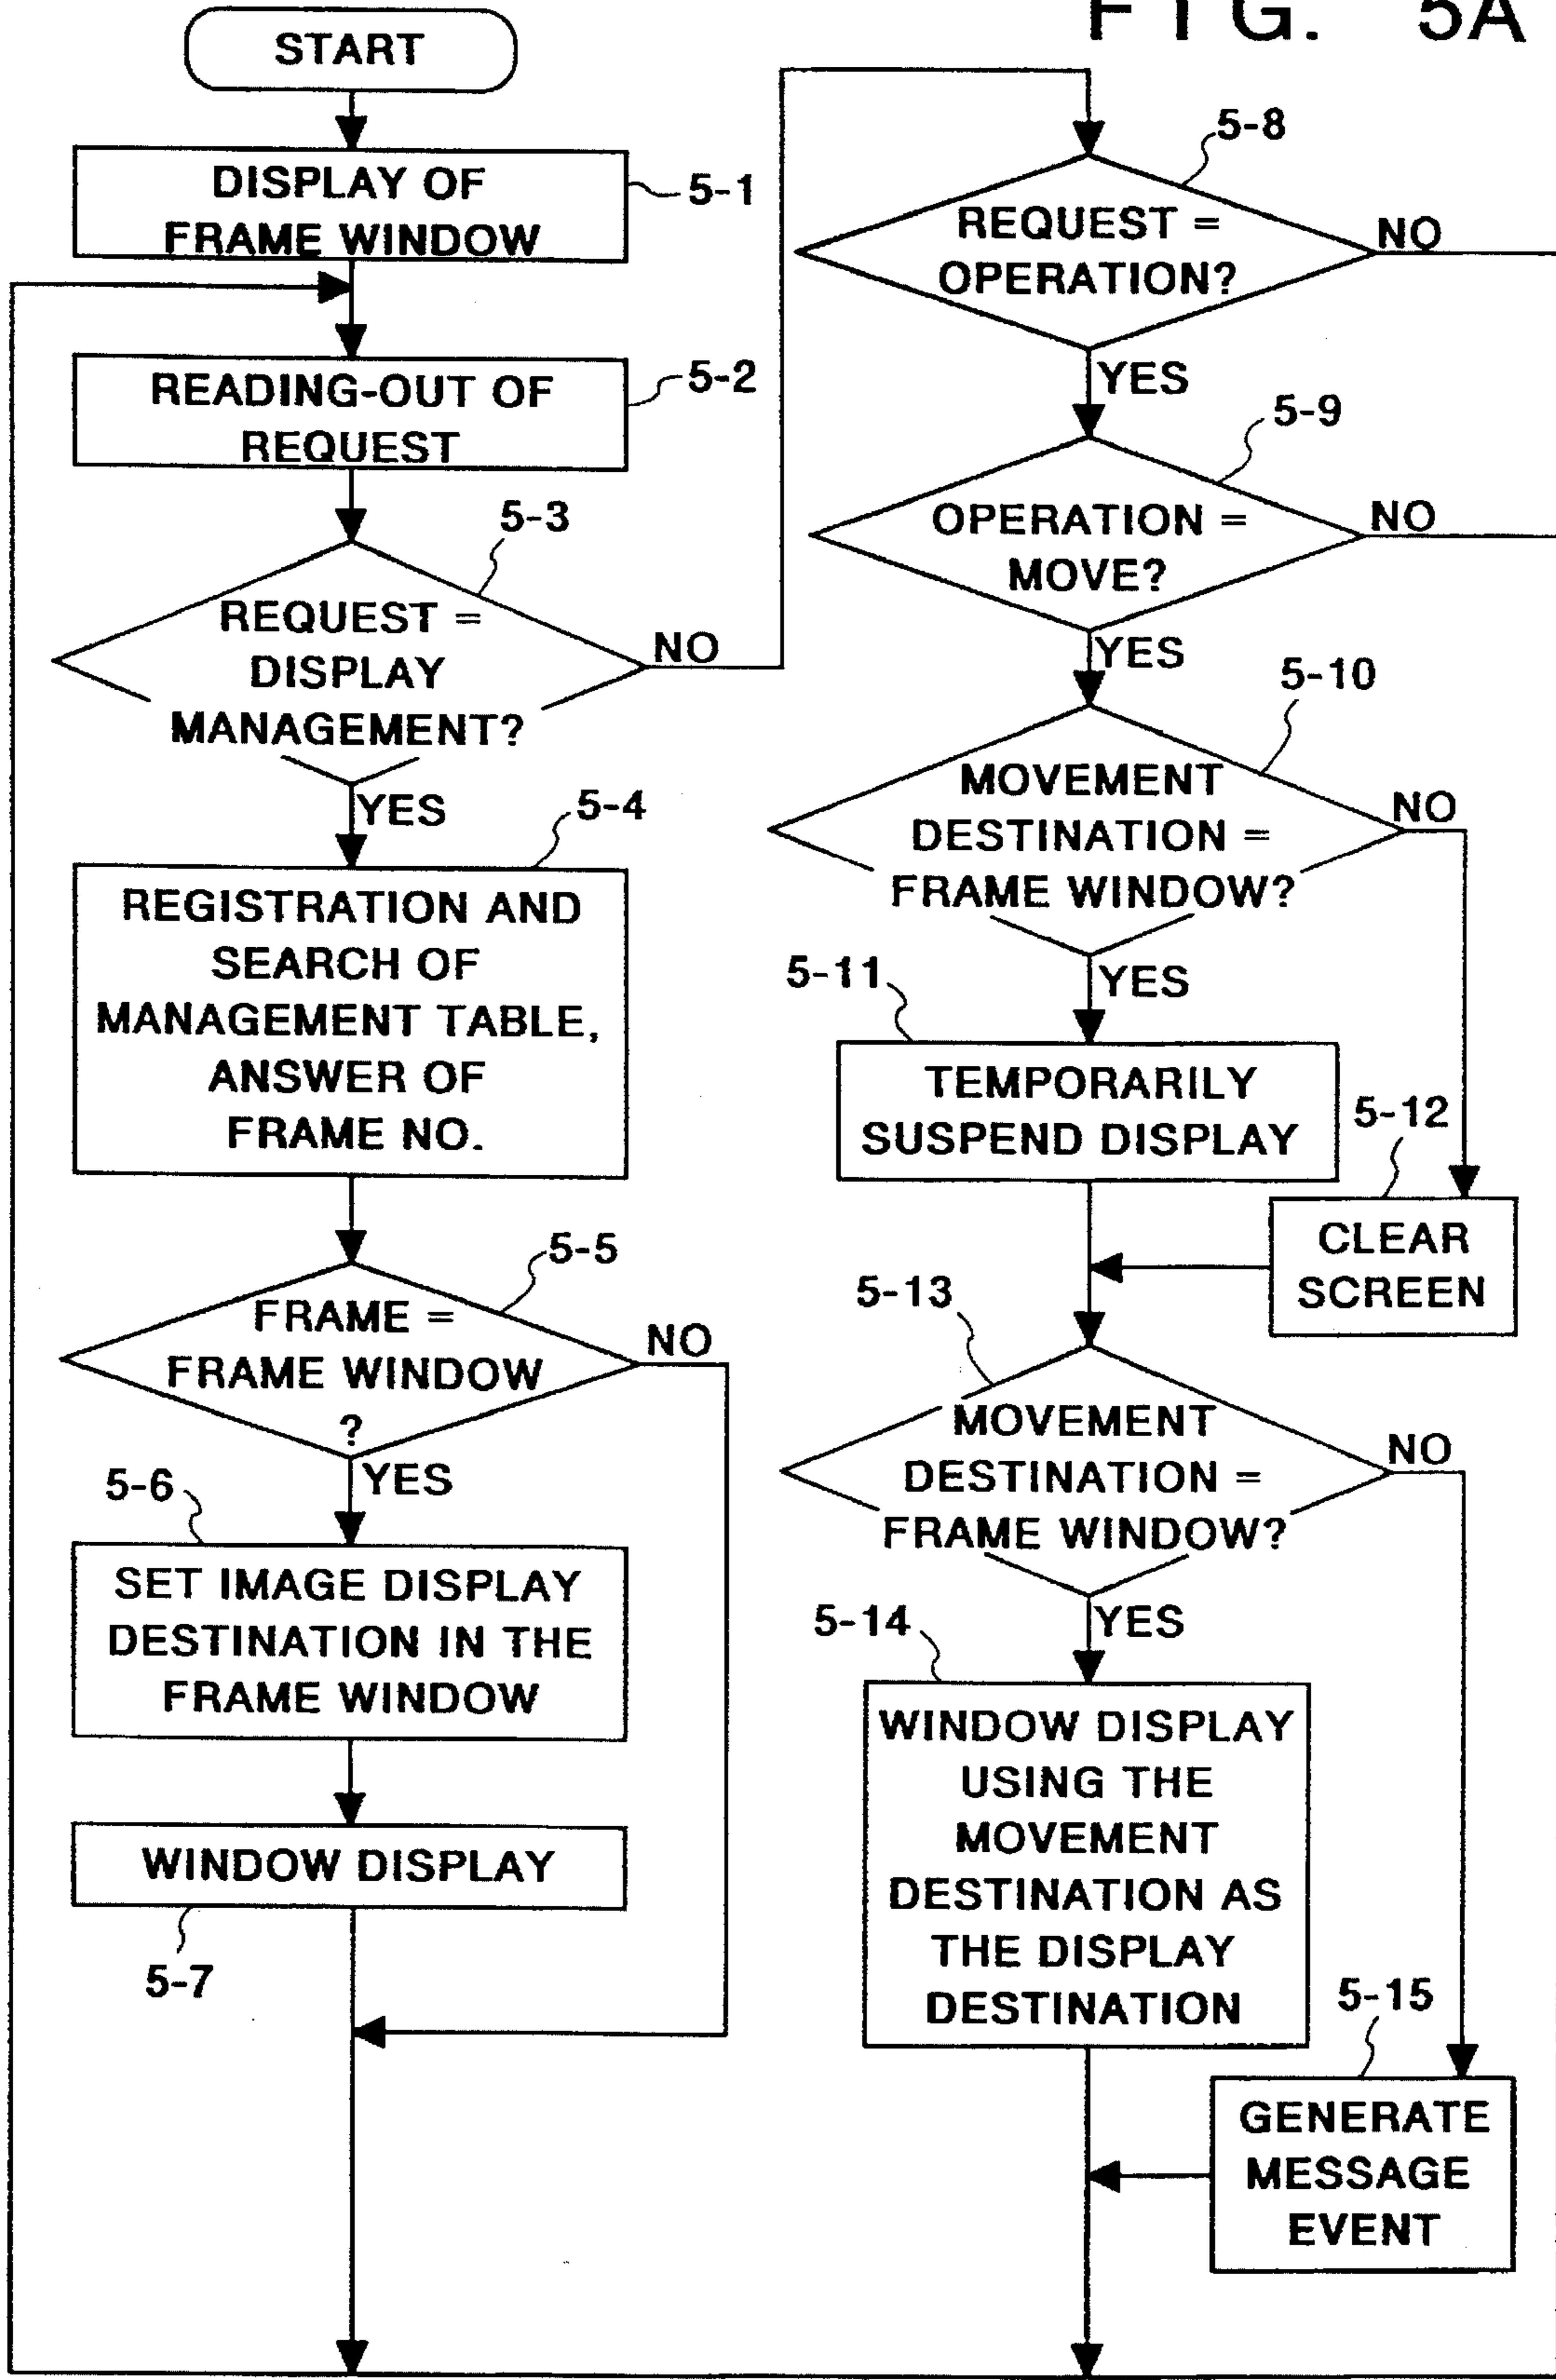 FIG. 5A
START
DISPLAY OF
FRAME WINDOW
5-1
READING-OUT OF
REQUEST
5-2
5-3
REQUEST =
DISPLAY
MANAGEMENT?
NO
YES
5-4
REGISTRATION AND
SEARCH OF
MANAGEMENT TABLE,
ANSWER OF
FRAME NO.
5-5
FRAME =
FRAME WINDOW
?
NO
YES
5-6
SET IMAGE DISPLAY
DESTINATION IN THE
FRAME WINDOW
WINDOW DISPLAY
5-7
5-8
REQUEST =
OPERATION?
NO
YES
5-9
OPERATION =
MOVE?
NO
YES
5-10
MOVEMENT
DESTINATION =
FRAME WINDOW?
NO
YES
5-11
TEMPORARILY
SUSPEND DISPLAY
5-12
CLEAR
SCREEN
5-13
MOVEMENT
DESTINATION =
FRAME WINDOW?
NO
YES
5-14
WINDOW DISPLAY
USING THE
MOVEMENT
DESTINATION AS
THE DISPLAY
DESTINATION
5-15
GENERATE
MESSAGE
EVENT